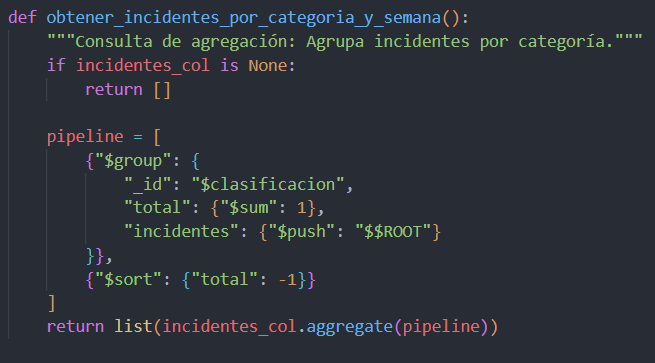 def obtener_incidentes_por_categoria_y_semana():
    """Consulta de agregación: Agrupa incidentes por categoría."""
    if incidentes_col is None:
        return []

    pipeline = [
        {"$group": {
            "_id": "$clasificacion",
            "total": {"$sum": 1},
            "incidentes": {"$push": "$$ROOT"}
        }},
        {"$sort": {"total": -1}}
    ]
    return list(incidentes_col.aggregate(pipeline))